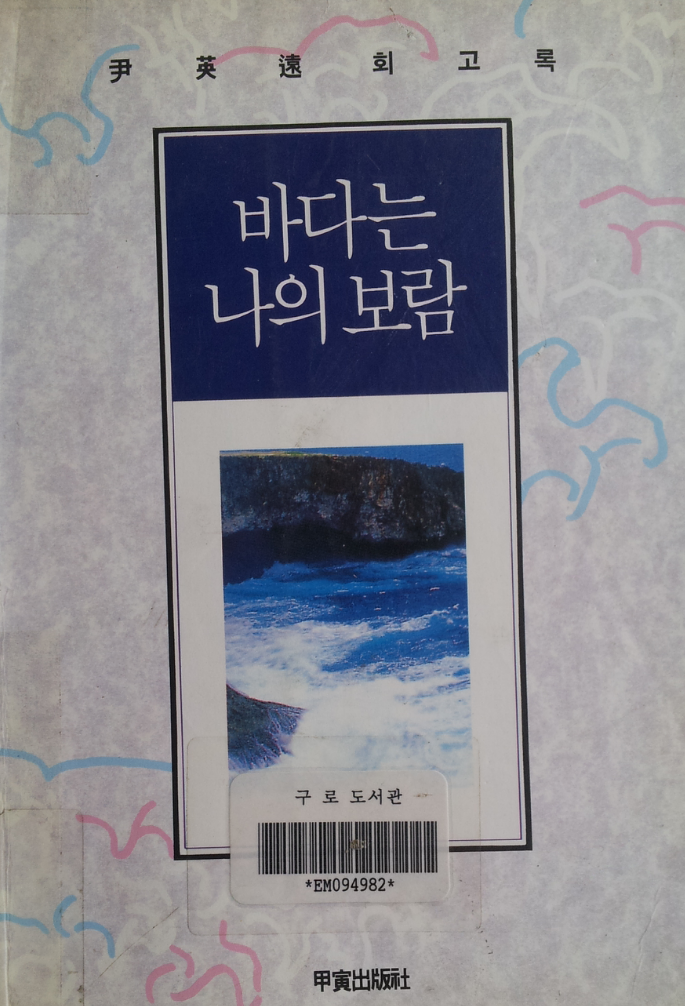 尹英遠회고록
바다는
나의 보람
구로 도서관
*EM094982*
甲寅出版社